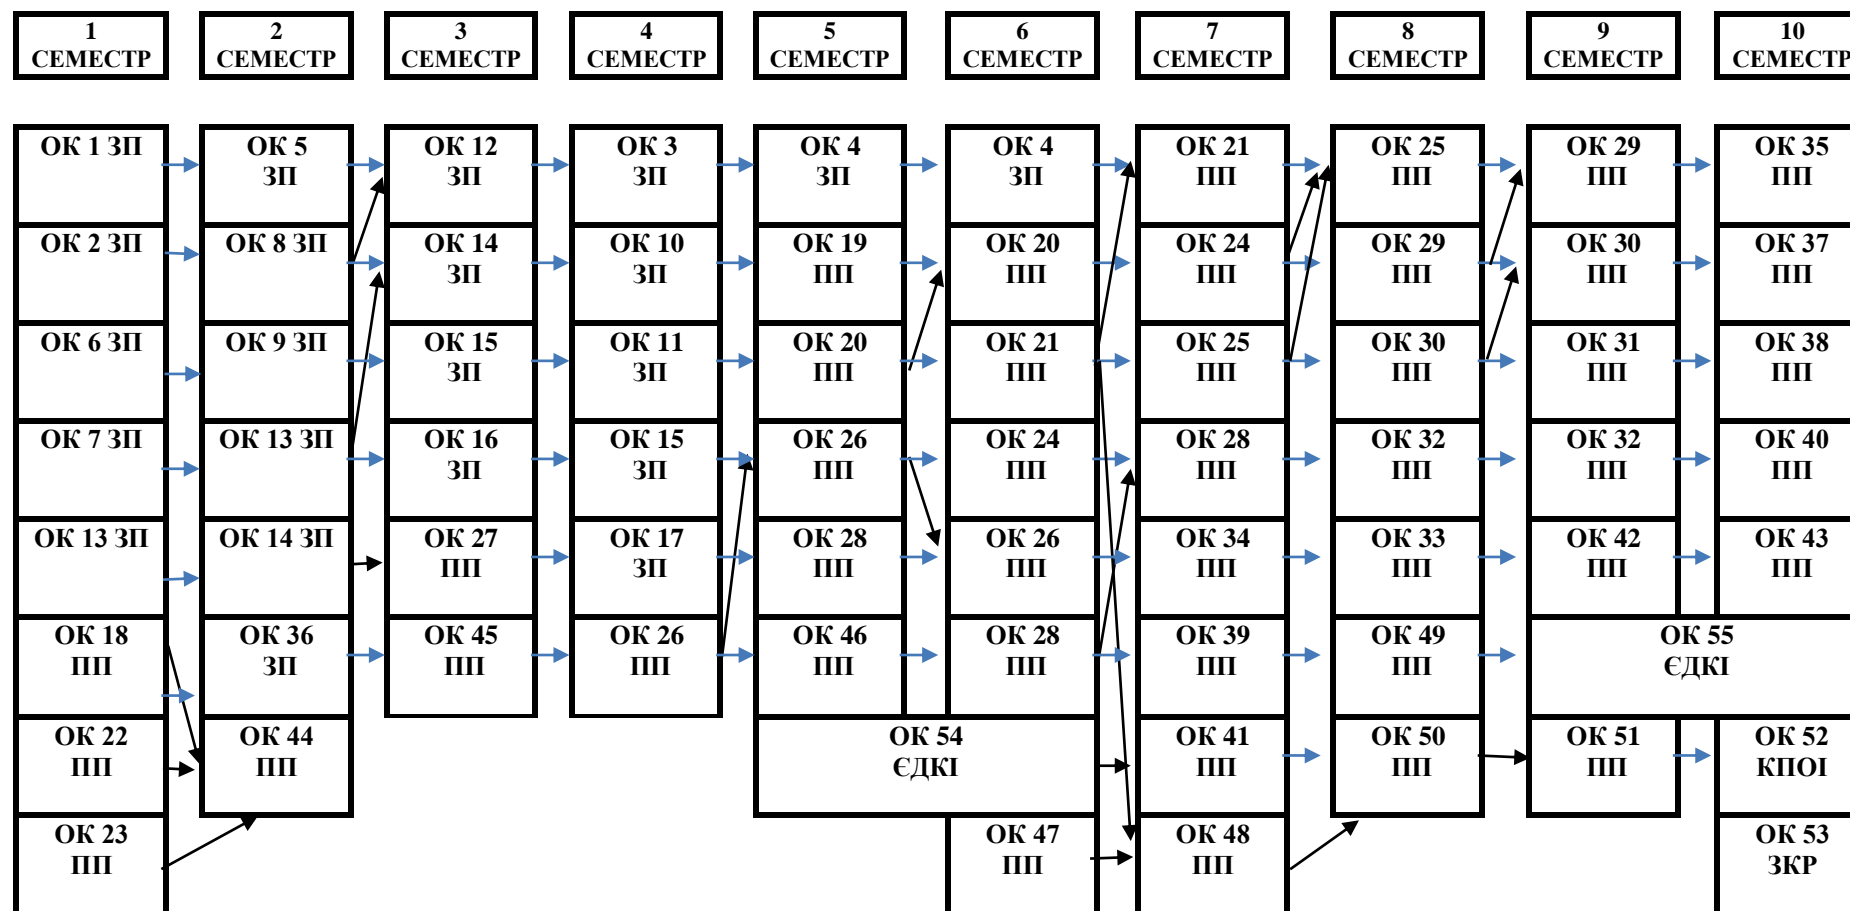 1
СЕМЕСТР
2
СЕМЕСТР
3
СЕМЕСТР
4
СЕМЕСТР
5
СЕМЕСТР
6
СЕМЕСТР
7
СЕМЕСТР
8
СЕМЕСТР
9
СЕМЕСТР
10
СЕМЕСТР
ОК 1 ЗП
ОК 5
ЗП
ОК 12
ЗП
ОК 3
ЗП
ОК 4
ЗП
ОК 4
ЗП
ОК 21
ПП
ОК 25
ПП
ОК 29
ПП
ОК 35
ПП
ОК 2 ЗП
ОК 8 ЗП
ОК 14
ЗП
ОК 10
ЗП
ОК 19
ПП
ОК 20
ПП
ОК 24
ПП
ОК 29
ПП
ОК 30
ПП
ОК 37
ПП
ОК 6 ЗП
ОК 9 ЗП
ОК 15
ЗП
ОК 11
ЗП
ОК 20
ПП
ОК 21
ПП
ОК 25
ПП
ОК 30
ПП
ОК 31
ПП
ОК 38
ПП
ОК 7 ЗП
ОК 13 ЗП
ОК 16
ЗП
ОК 15
ЗП
ОК 26
ПП
ОК 24
ПП
ОК 28
ПП
ОК 32
ПП
ОК 32
ПП
ОК 40
ПП
ОК 13 ЗП
ОК 14 ЗП
ОК 27
ПП
ОК 17
ЗП
ОК 28
ПП
ОК 26
ПП
ОК 34
ПП
ОК 33
ПП
ОК 42
ПП
ОК 43
ПП
ОК 18
ПП
ОК 36
ЗП
ОК 45
ПП
ОК 26
ПП
ОК 46
ПП
ОК 28
ПП
ОК 39
ПП
ОК 49
ПП
ОК 55
ЄДКІ
ОК 22
ПП
ОК 44
ПП
ОК 54
ЄДКІ
ОК 41
ПП
ОК 50
ПП
ОК 51
ПП
ОК 52
КПОІ
ОК 23
ПП
ОК 47
ПП
ОК 48
ПП
ОК 53
ЗКР